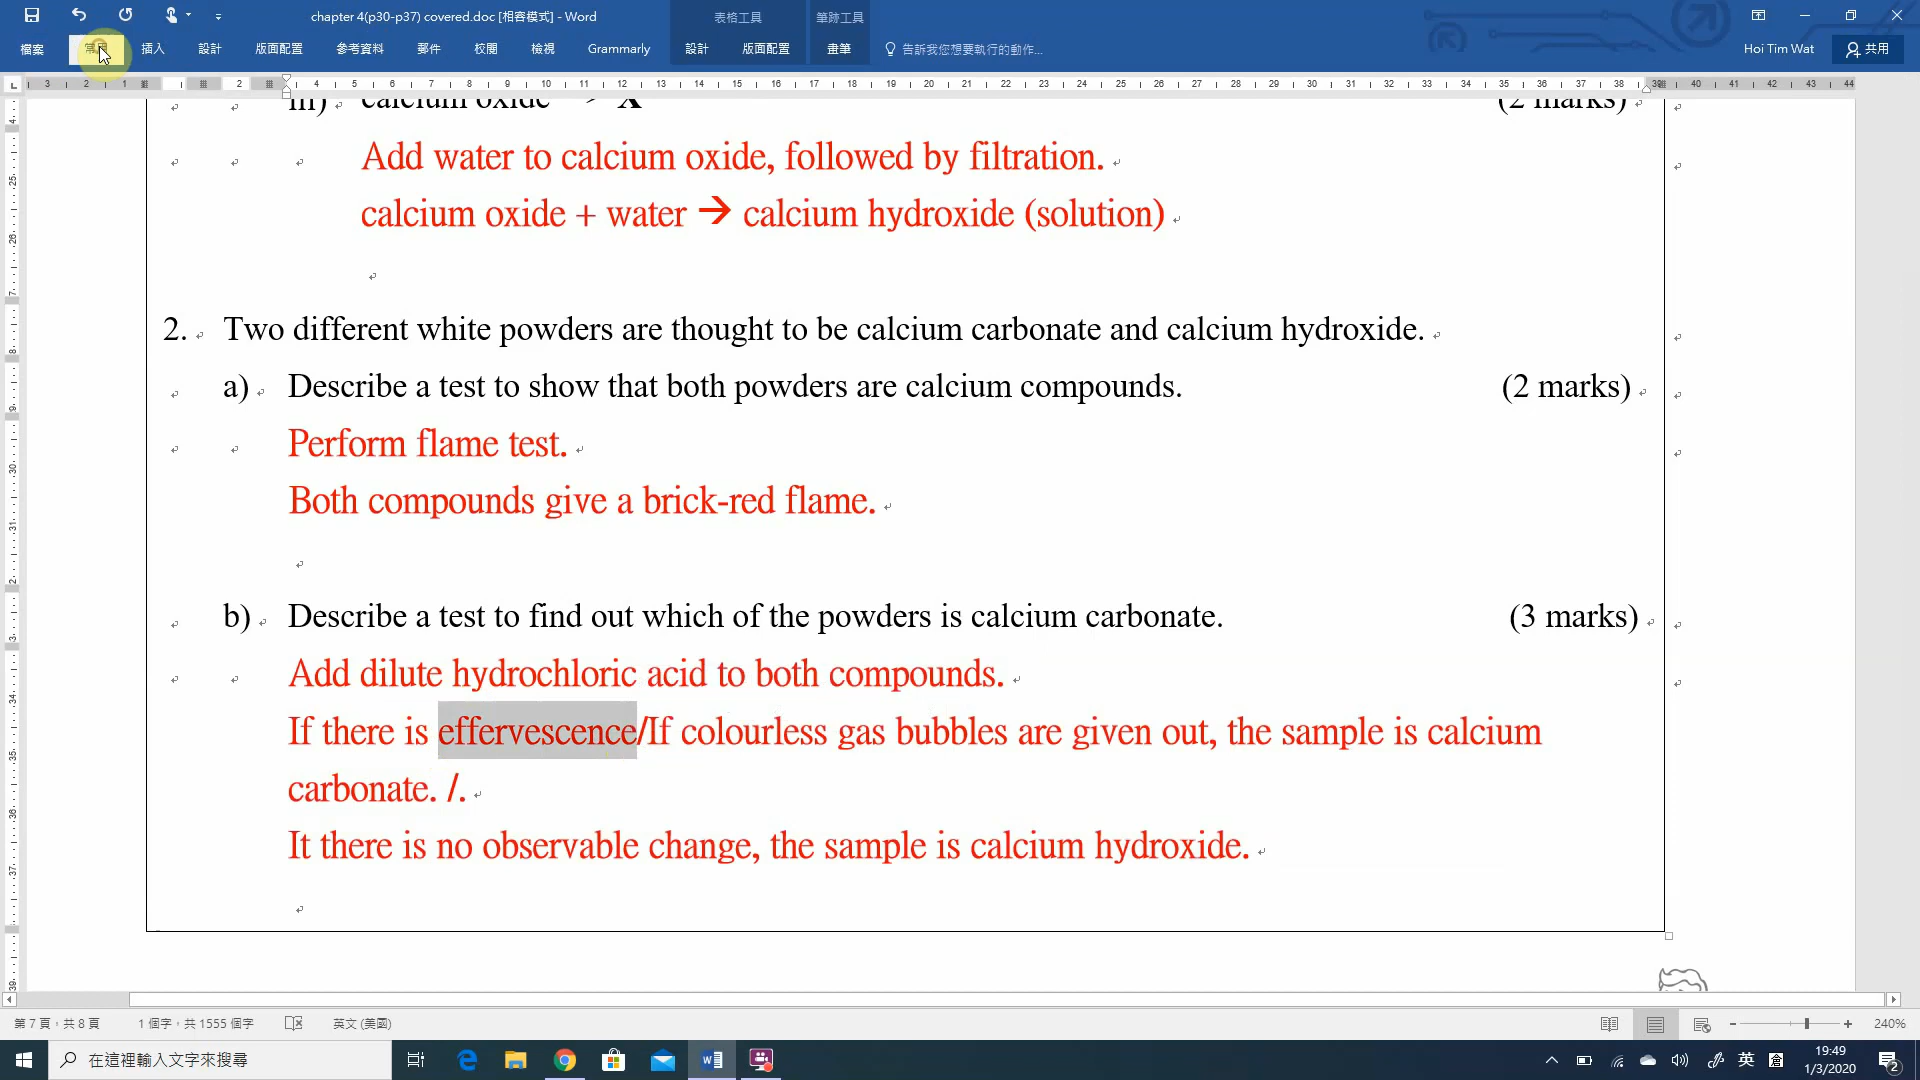 chapter 4(p30-p37) covered.doc [相容模式] - Word
表格工具
筆跡工具
檔案
插入
設計
版面配置
參考資料
郵件
校閱
檢視
Grammarly
設計
版面配置
畫筆
告訴我您想要執行的動作...
Hoi Tim Wat
共用
iii) calcium oxide -> X (2 marks)
Add water to calcium oxide, followed by filtration.
calcium oxide + water → calcium hydroxide (solution)
2. Two different white powders are thought to be calcium carbonate and calcium hydroxide.
a) Describe a test to show that both powders are calcium compounds. (2 marks)
Perform flame test.
Both compounds give a brick-red flame.
b) Describe a test to find out which of the powders is calcium carbonate. (3 marks)
Add dilute hydrochloric acid to both compounds.
If there is effervescence/If colourless gas bubbles are given out, the sample is calcium
carbonate. /.
It there is no observable change, the sample is calcium hydroxide.
第 7 頁，共 8 頁
1 個字，共 1555 個字
英文 (美國)
240%
在這裡輸入文字來搜尋
英
倉
19:49
1/3/2020
2